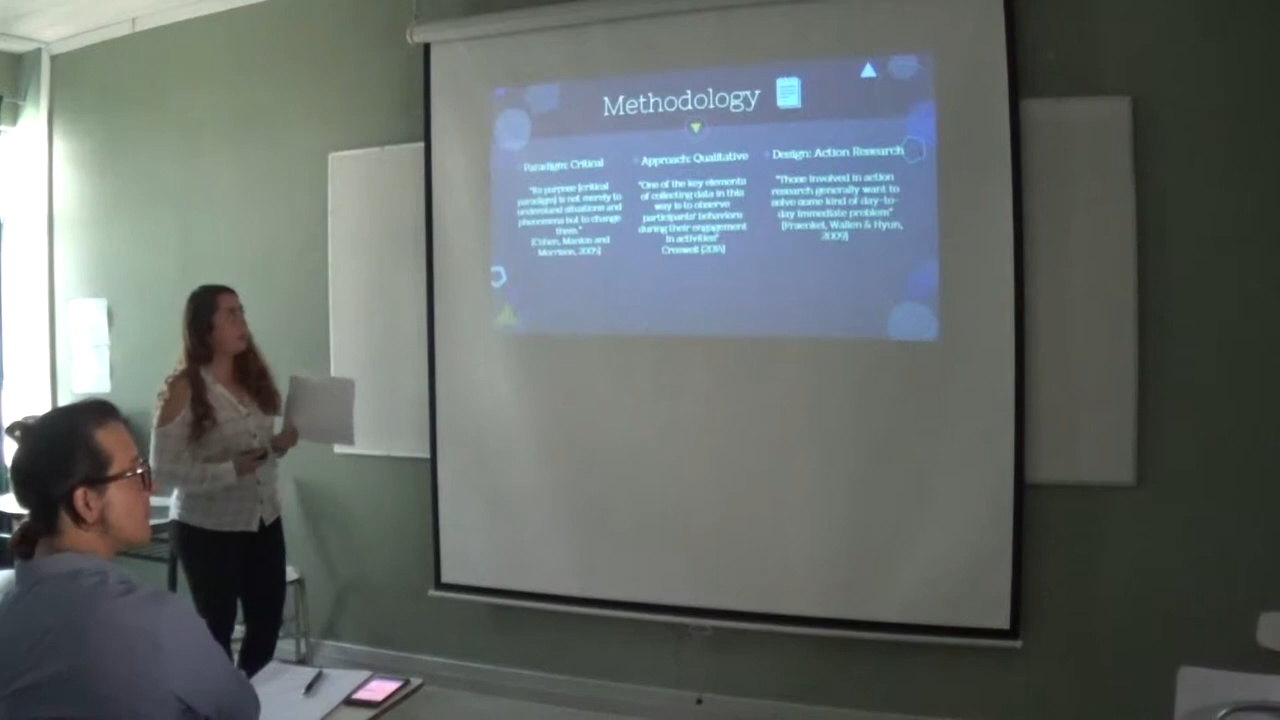 Methodology
Paradigm: Critical
"Its purpose [critical
paradigm] is not merely to
understand situations and
phenomena but to change
them."
(Cohen, Manion and
Morrison, 2005)
Approach: Qualitative
"One of the key elements
of collecting data in this
way is to observe
participants' behaviors
during their engagement
in activities"
Creswell (2014)
Design: Action Research
"Those involved in action
research generally want to
solve some kind of day-to-
day immediate problem"
(Fraenkel, Wallen & Hyun,
2009)